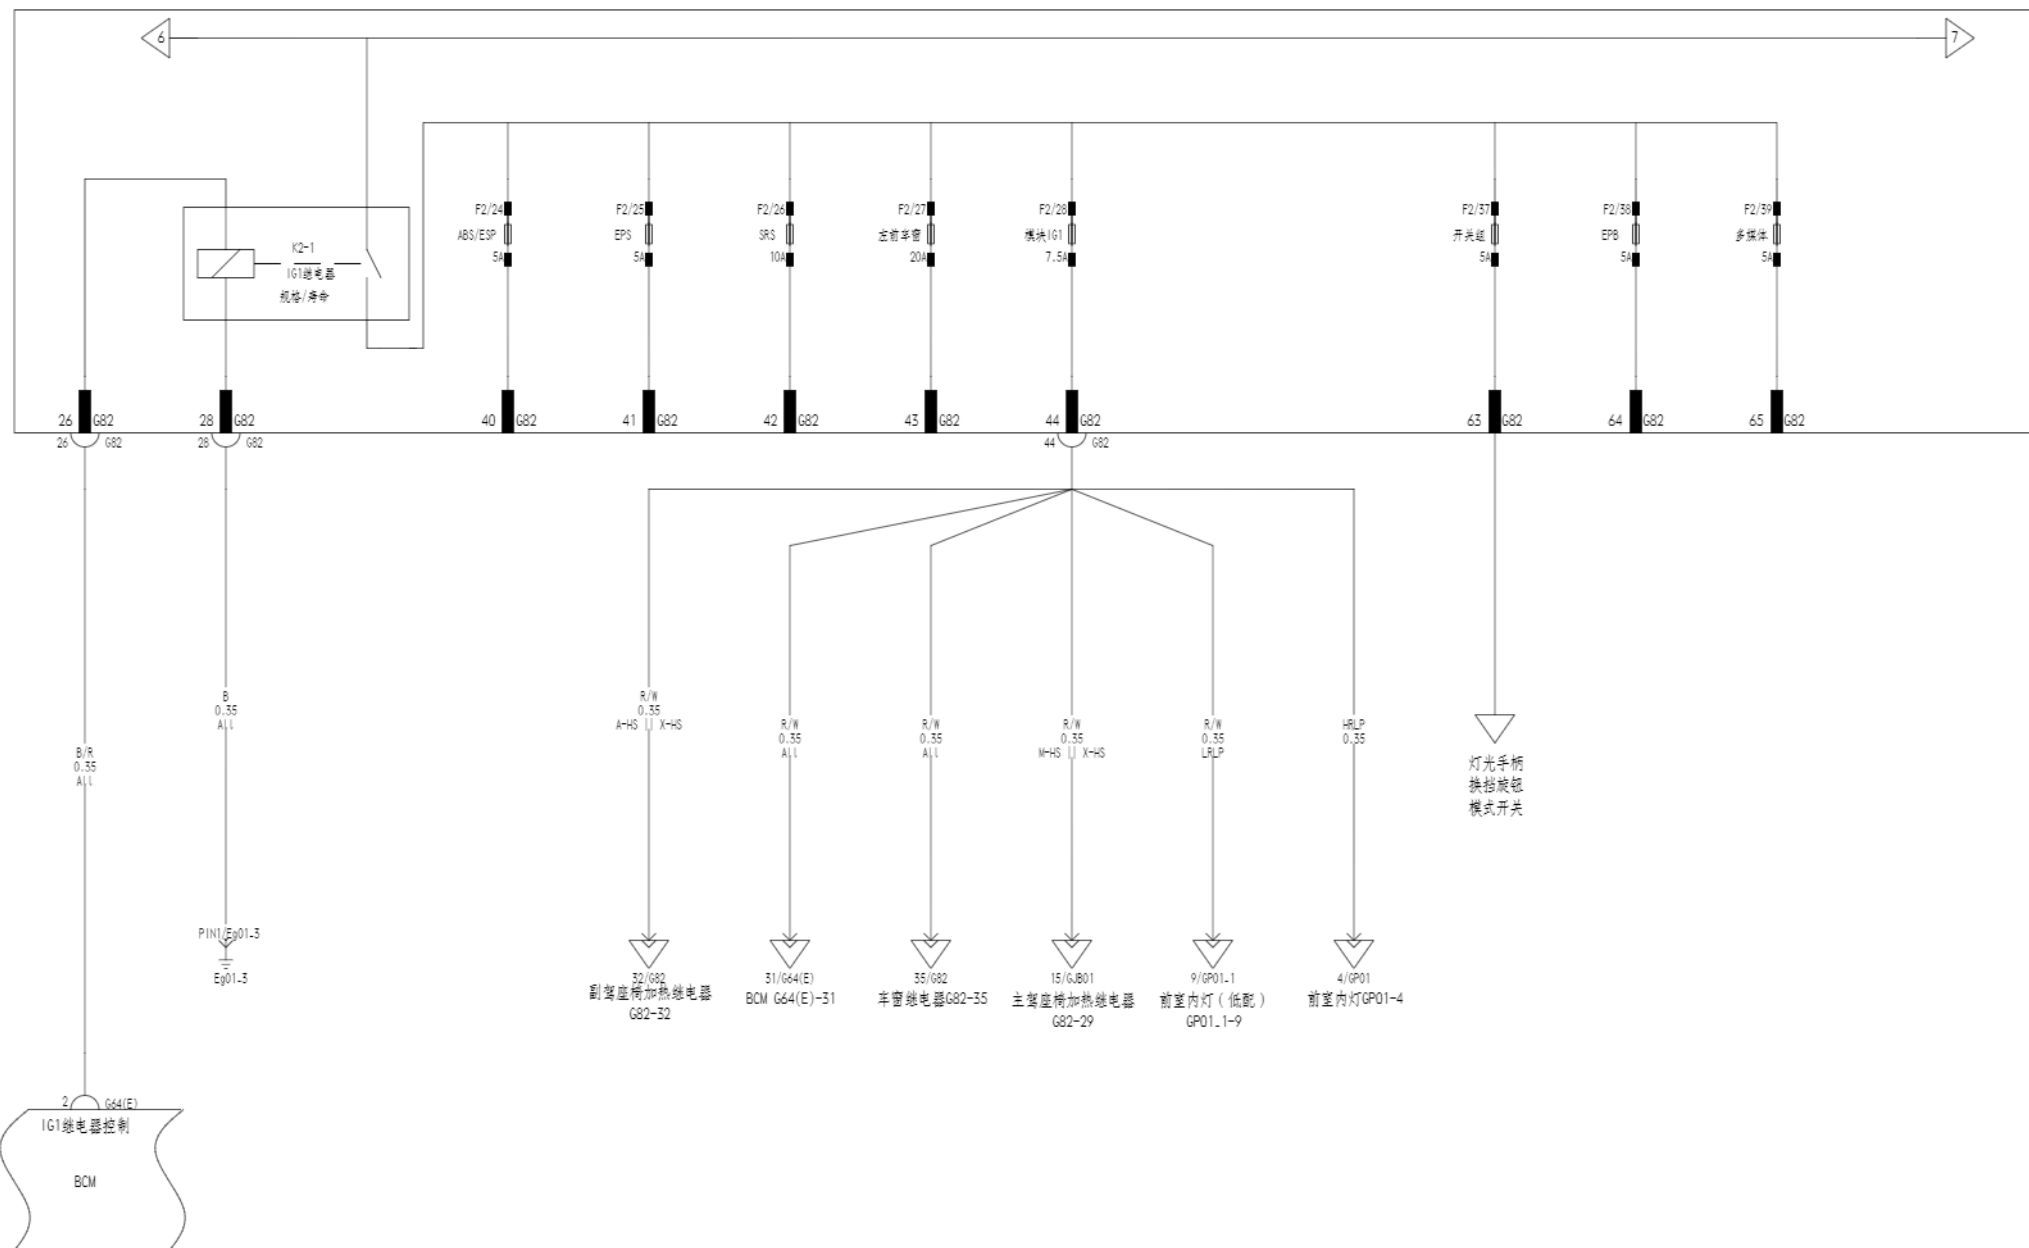 6
7
F2/24
ABS/ESP
5A
F2/25
EPS
5A
F2/26
SRS
10A
F2/27
左前车窗
20A
F2/28
模块IG1
7.5A
F2/37
开关组
5A
F2/38
EPB
5A
F2/39
多媒体
5A
K2-1
IG1继电器
规格/寿命
26 G82
28 G82
40 G82
41 G82
42 G82
43 G82
44 G82
63 G82
64 G82
65 G82
26 G82
28 G82
44 G82
B/R
0.35
All
B
0.35
All
R/W
0.35
A-HS || X-HS
R/W
0.35
All
R/W
0.35
All
R/W
0.35
M-HS || X-HS
R/W
0.35
LRLP
HRLP
0.35
灯光手柄
换挡旋钮
模式开关
PIN1/Eg01_3
Eg01_3
32/G82
副驾座椅加热继电器
G82-32
31/G64(E)
BCM G64(E)-31
35/G82
车窗继电器G82-35
15/GJB01
主驾座椅加热继电器
G82-29
9/GP01_1
前室内灯(低配)
GP01_1-9
4/GP01
前室内灯GP01-4
2 G64(E)
IG1继电器控制
BCM